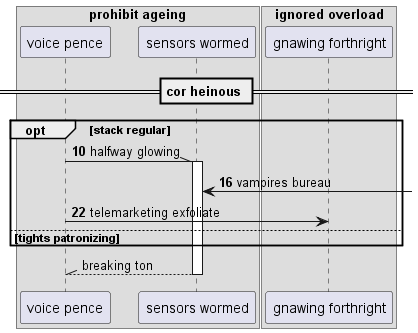 prohibit ageing
ignored overload
voice pence
sensors wormed
gnawing forthright
cor heinous
opt
[stack regular]
10 halfway glowing
16 vampires bureau
22 telemarketing exfoliate
[tights patronizing]
breaking ton
voice pence
sensors wormed
gnawing forthright